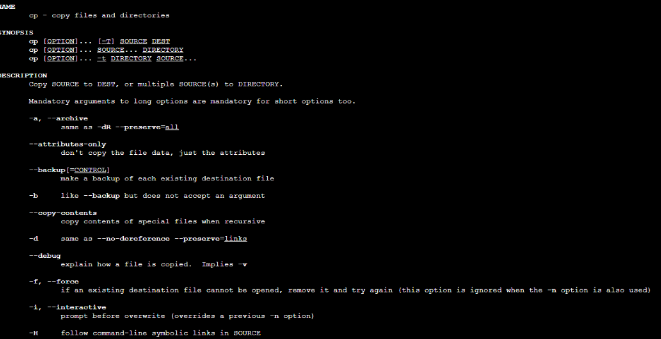 NAME
cp - copy files and directories
SYNOPSIS
cp [OPTION]... [-T] SOURCE DEST
cp [OPTION]... SOURCE... DIRECTORY
cp [OPTION]... -t DIRECTORY SOURCE...
DESCRIPTION
Copy SOURCE to DEST, or multiple SOURCE(s) to DIRECTORY.
Mandatory arguments to long options are mandatory for short options too.
-a, --archive
same as -dR --preserve=all
--attributes-only
don't copy the file data, just the attributes
--backup[=CONTROL]
make a backup of each existing destination file
-b like --backup but does not accept an argument
--copy-contents
copy contents of special files when recursive
-d same as --no-dereference --preserve=links
--debug
explain how a file is copied. Implies -v
-f, --force
if an existing destination file cannot be opened, remove it and try again (this option is ignored when the -n option is also used)
-i, --interactive
prompt before overwrite (overrides a previous -n option)
-H follow command-line symbolic links in SOURCE